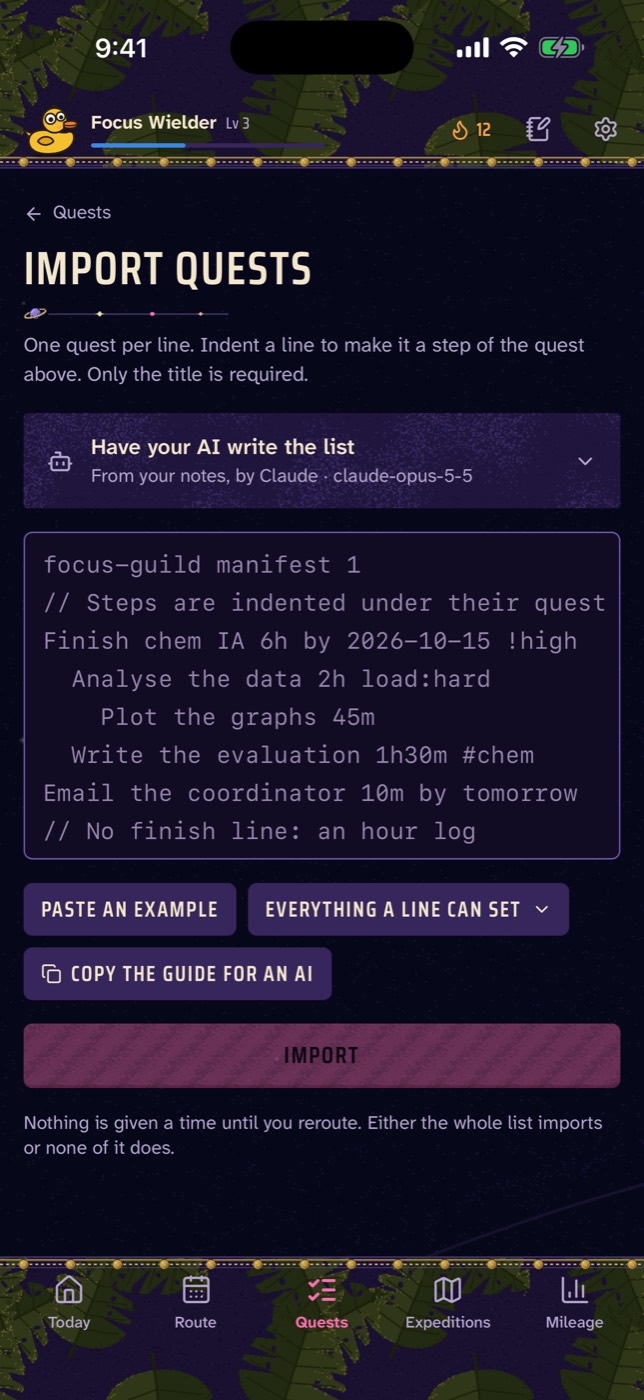 9:41
Focus Wielder Lv 3
12
Quests
IMPORT QUESTS
One quest per line. Indent a line to make it a step of the quest
above. Only the title is required.
Have your AI write the list
From your notes, by Claude · claude-opus-5-5
focus-guild manifest 1
// Steps are indented under their quest
Finish chem IA 6h by 2026-10-15 !high
  Analyse the data 2h load:hard
    Plot the graphs 45m
  Write the evaluation 1h30m #chem
Email the coordinator 10m by tomorrow
// No finish line: an hour log
PASTE AN EXAMPLE
EVERYTHING A LINE CAN SET
COPY THE GUIDE FOR AN AI
IMPORT
Nothing is given a time until you reroute. Either the whole list imports
or none of it does.
Today
Route
Quests
Expeditions
Mileage